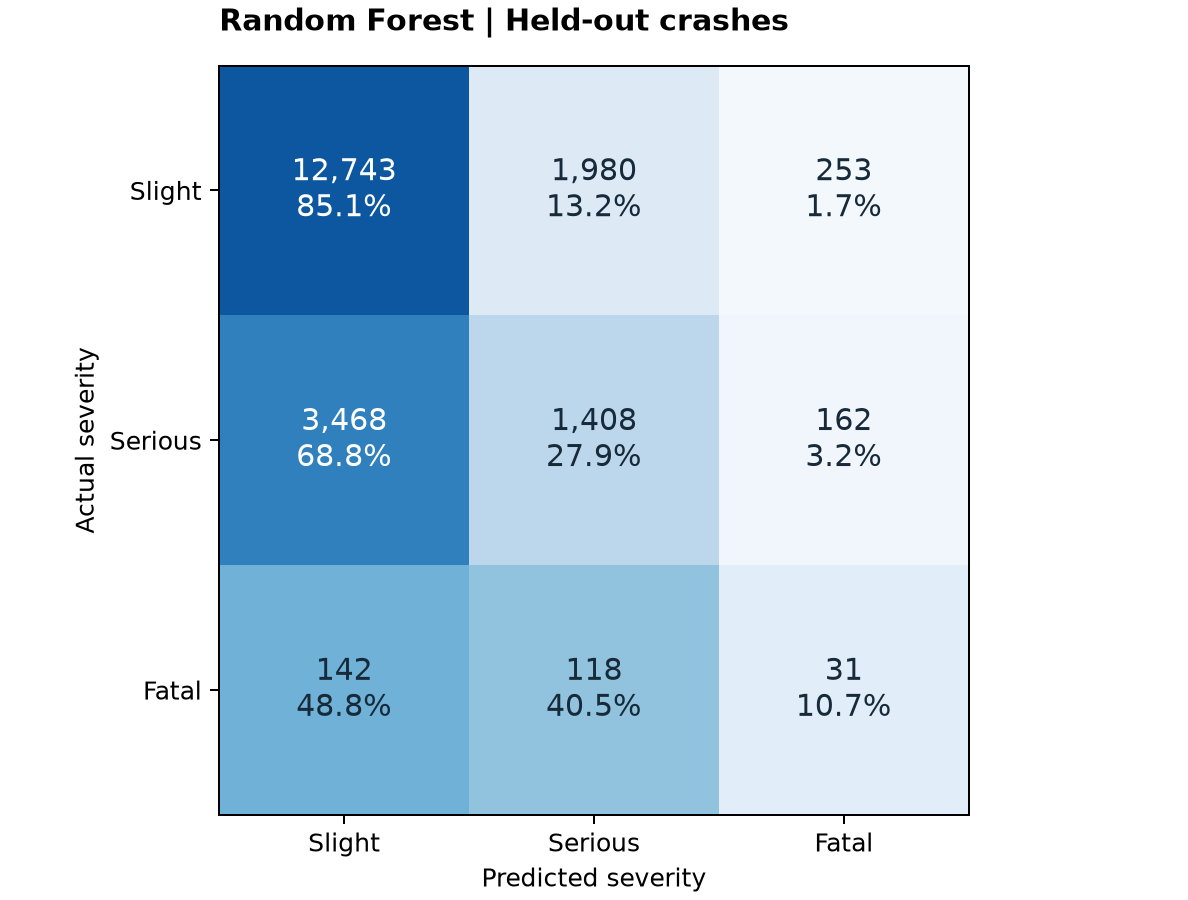 Random Forest | Held-out crashes
Actual severity
Slight
12,743
85.1%
1,980
13.2%
253
1.7%
Serious
3,468
68.8%
1,408
27.9%
162
3.2%
Fatal
142
48.8%
118
40.5%
31
10.7%
Slight
Serious
Fatal
Predicted severity